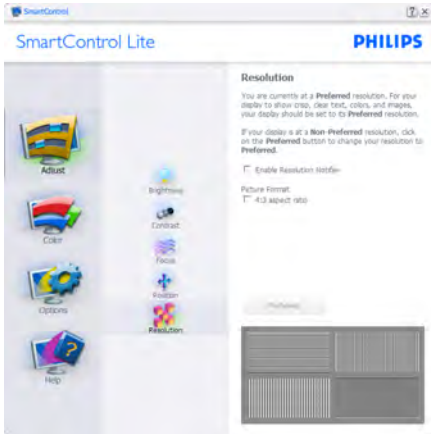 SmartControl
SmartControl Lite
PHILIPS
Resolution
You are currently at a Preferred resolution. For your
display to show crisp, clear text, colors, and images,
your display should be set to its Preferred resolution.
If your display is at a Non-Preferred resolution, click
on the Preferred button to change your resolution to
Preferred.
Enable Resolution Notifier
Picture Format
4:3 aspect ratio
Adjust
Color
Options
Help
Brightness
Contrast
Focus
Position
Resolution
Preferred